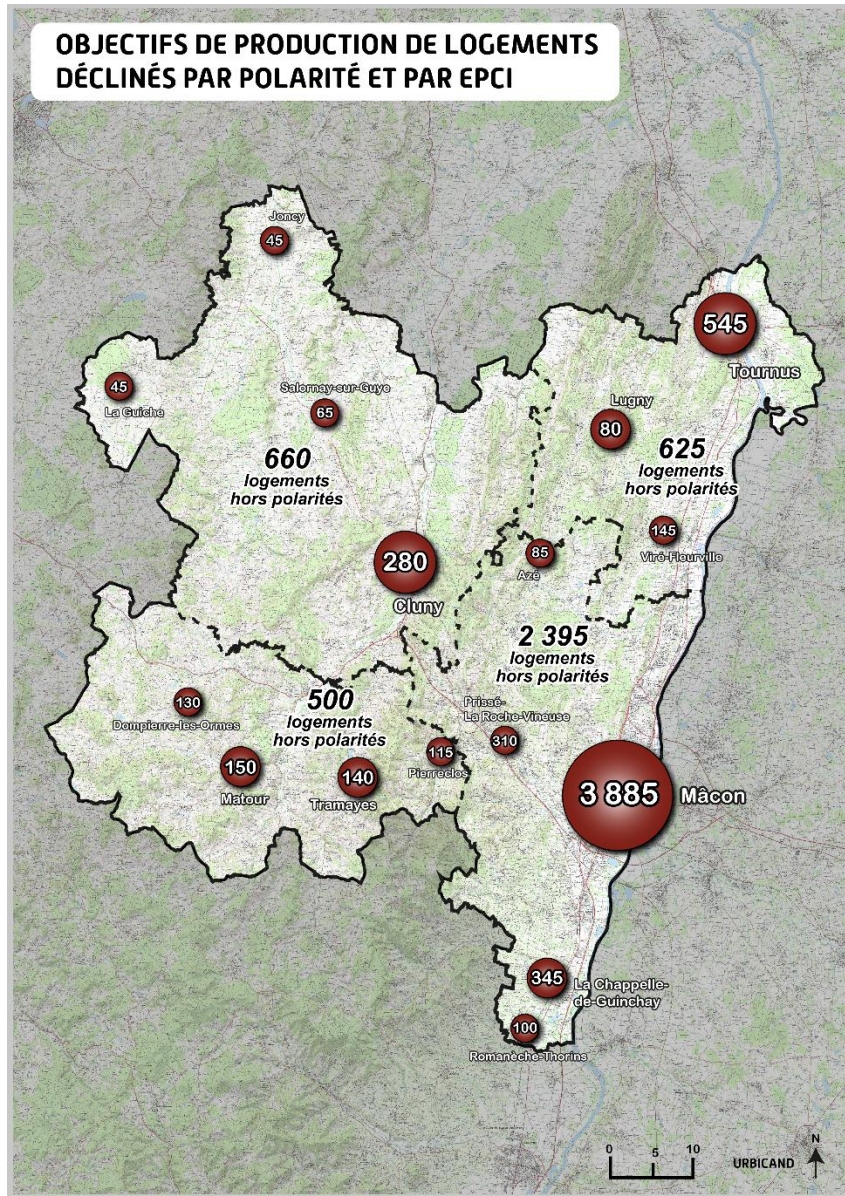 OBJECTIFS DE PRODUCTION DE LOGEMENTS
DÉCLINÉS PAR POLARITÉ ET PAR EPCI
Joncy
45
545
Tournus
45
La Guiche
Salornay-sur-Guye
65
Lugny
80
660
logements
hors polarités
625
logements
hors polarités
145
Viré-Fleurville
85
Azé
280
Cluny
2 395
logements
hors polarités
500
logements
hors polarités
130
Dompierre-les-Ormes
Prissé-
La Roche-Vineuse
310
115
Pierreclos
150
Matour
140
Tramayes
3 885
Mâcon
345
La Chappelle-
de-Guinchay
100
Romanèche-Thorins
0
5
10
URBICAND
N